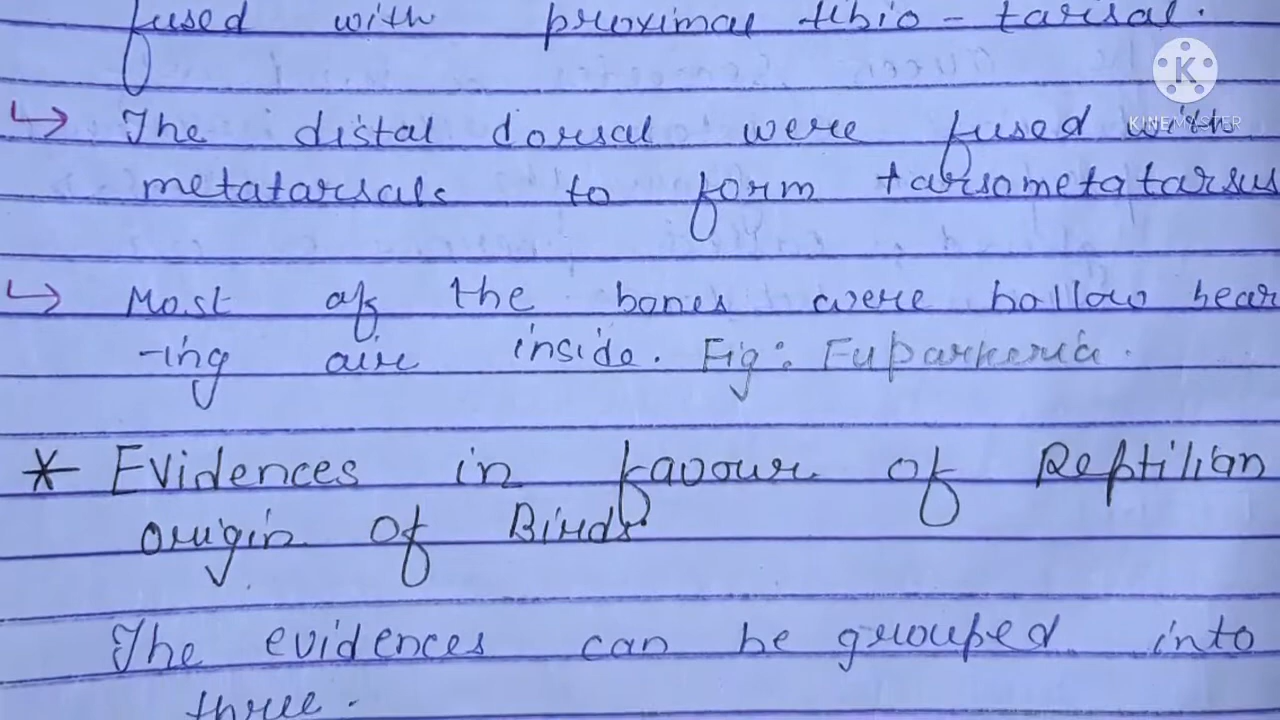 fused with proximal tibio-tarsal.
↳ The distal dorsal were fused with
metatarsals to form tarsometatarsus
↳ Most of the bones were hollow bear
-ing air inside. Fig: Euparkeria.
* Evidences in favour of Reptilian
origin of Birds
The evidences can be grouped into
three.
K
KINEMASTER